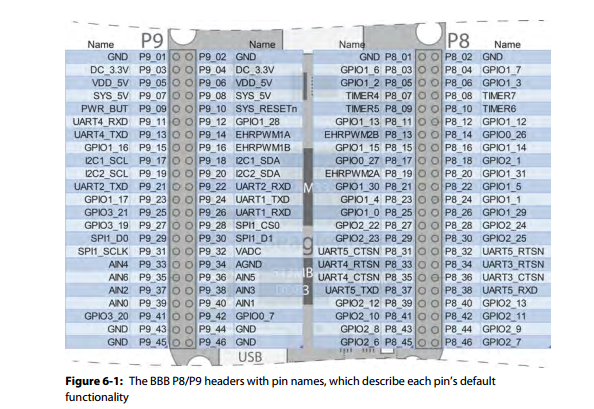 Name P9 Name Name P8 Name
GND P9_01 P9_02 GND GND P8_01 P8_02 GND
DC_3.3V P9_03 P9_04 DC_3.3V GPIO1_6 P8_03 P8_04 GPIO1_7
VDD_5V P9_05 P9_06 VDD_5V GPIO1_2 P8_05 P8_06 GPIO1_3
SYS_5V P9_07 P9_08 SYS_5V TIMER4 P8_07 P8_08 TIMER7
PWR_BUT P9_09 P9_10 SYS_RESETn TIMER5 P8_09 P8_10 TIMER6
UART4_RXD P9_11 P9_12 GPIO1_28 GPIO1_13 P8_11 P8_12 GPIO1_12
UART4_TXD P9_13 P9_14 EHRPWM1A EHRPWM2B P8_13 P8_14 GPIO0_26
GPIO1_16 P9_15 P9_16 EHRPWM1B GPIO1_15 P8_15 P8_16 GPIO1_14
I2C1_SCL P9_17 P9_18 I2C1_SDA GPIO0_27 P8_17 P8_18 GPIO2_1
I2C2_SCL P9_19 P9_20 I2C2_SDA EHRPWM2A P8_19 P8_20 GPIO1_31
UART2_TXD P9_21 P9_22 UART2_RXD GPIO1_30 P8_21 P8_22 GPIO1_5
GPIO1_17 P9_23 P9_24 UART1_TXD GPIO1_4 P8_23 P8_24 GPIO1_1
GPIO3_21 P9_25 P9_26 UART1_RXD GPIO1_0 P8_25 P8_26 GPIO1_29
GPIO3_19 P9_27 P9_28 SPI1_CS0 GPIO2_22 P8_27 P8_28 GPIO2_24
SPI1_D0 P9_29 P9_30 SPI1_D1 GPIO2_23 P8_29 P8_30 GPIO2_25
SPI1_SCLK P9_31 P9_32 VADC UART5_CTSN P8_31 P8_32 UART5_RTSN
AIN4 P9_33 P9_34 AGND UART4_RTSN P8_33 P8_34 UART3_RTSN
AIN6 P9_35 P9_36 AIN5 UART4_CTSN P8_35 P8_36 UART3_CTSN
AIN2 P9_37 P9_38 AIN3 UART5_TXD P8_37 P8_38 UART5_RXD
AIN0 P9_39 P9_40 AIN1 GPIO2_12 P8_39 P8_40 GPIO2_13
GPIO3_20 P9_41 P9_42 GPIO0_7 GPIO2_10 P8_41 P8_42 GPIO2_11
GND P9_43 P9_44 GND GPIO2_8 P8_43 P8_44 GPIO2_9
GND P9_45 P9_46 GND GPIO2_6 P8_45 P8_46 GPIO2_7
USB
Figure 6-1: The BBB P8/P9 headers with pin names, which describe each pin's default
functionality